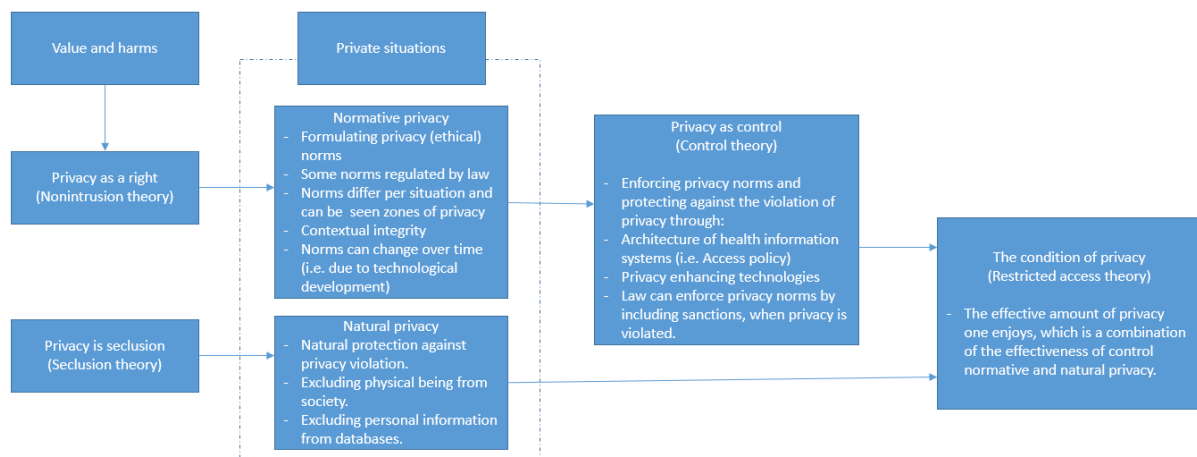 Value and harms
Private situations
Privacy as a right
(Nonintrusion theory)
Normative privacy
- Formulating privacy (ethical)
norms
- Some norms regulated by law
- Norms differ per situation and
can be  seen zones of privacy
- Contextual integrity
- Norms can change over time
(i.e. due to technological
development)
Privacy as control
(Control theory)
- Enforcing privacy norms and
protecting against the violation of
privacy through:
- Architecture of health information
systems (i.e. Access policy)
- Privacy enhancing technologies
- Law can enforce privacy norms by
including sanctions, when privacy is
violated.
Privacy is seclusion
(Seclusion theory)
Natural privacy
- Natural protection against
privacy violation.
- Excluding physical being from
society.
- Excluding personal information
from databases.
The condition of privacy
(Restricted access theory)
- The effective amount of privacy
one enjoys, which is a combination
of the effectiveness of control
normative and natural privacy.